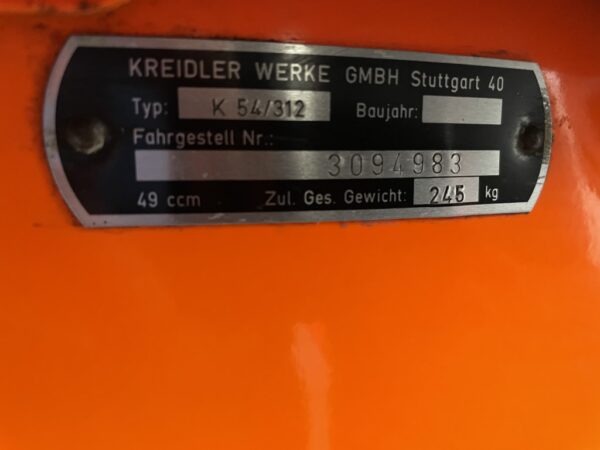 KREIDLER WERKE GMBH Stuttgart 40
Typ: K 54/312 Baujahr:
Fahrgestell Nr.:
3094983
49 ccm Zul. Ges. Gewicht: 245 kg